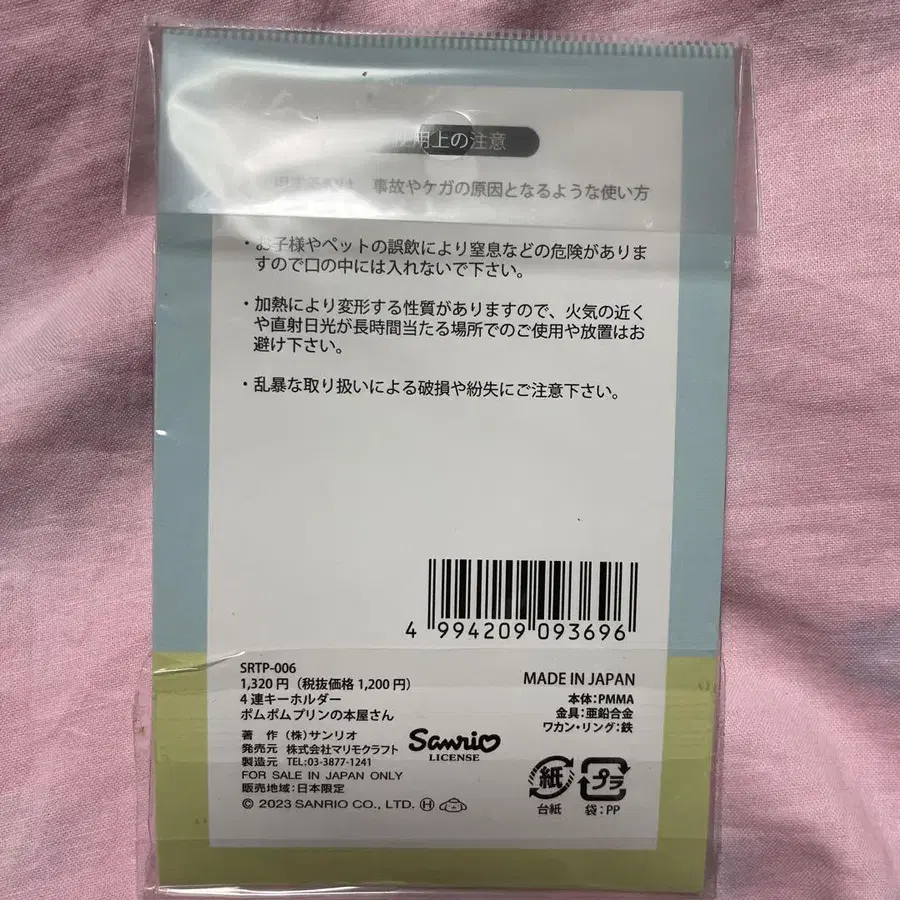 使用上の注意
事故やケガの原因となるような使い方
・お子様やペットの誤飲により窒息などの危険がありま
すので口の中には入れないで下さい。
・加熱により変形する性質がありますので、火気の近く
や直射日光が長時間当たる場所でのご使用や放置はお
避け下さい。
・乱暴な取り扱いによる破損や紛失にご注意下さい。
4 994209 093696
SRTP-006
1,320円（税抜価格 1,200円）
4連キーホルダー
ポムポムプリンの本屋さん
著 作 （株）サンリオ
発売元 株式会社マリモクラフト
製造元 TEL:03-3877-1241
FOR SALE IN JAPAN ONLY
販売地域:日本限定
© 2023 SANRIO CO., LTD. Ⓗ
Sanrio
LICENSE
MADE IN JAPAN
本体:PMMA
金具:亜鉛合金
ワカン・リング:鉄
紙
台紙
プラ
袋:PP